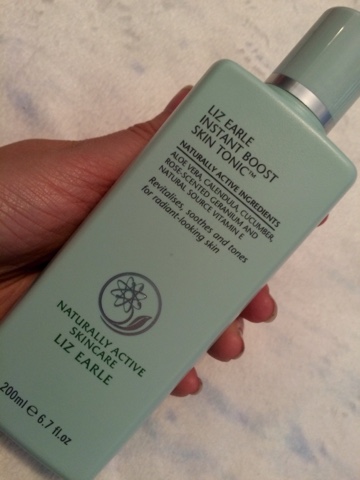 LIZ EARLE
INSTANT BOOST
SKIN TONIC™
NATURALLY ACTIVE INGREDIENTS
ALOE VERA, CALENDULA, CUCUMBER,
ROSE-SCENTED GERANIUM AND
NATURAL SOURCE VITAMIN E
Revitalises, soothes and tones
for radiant-looking skin
NATURALLY ACTIVE
SKINCARE
LIZ EARLE
200ml ℮ 6.7 fl.oz